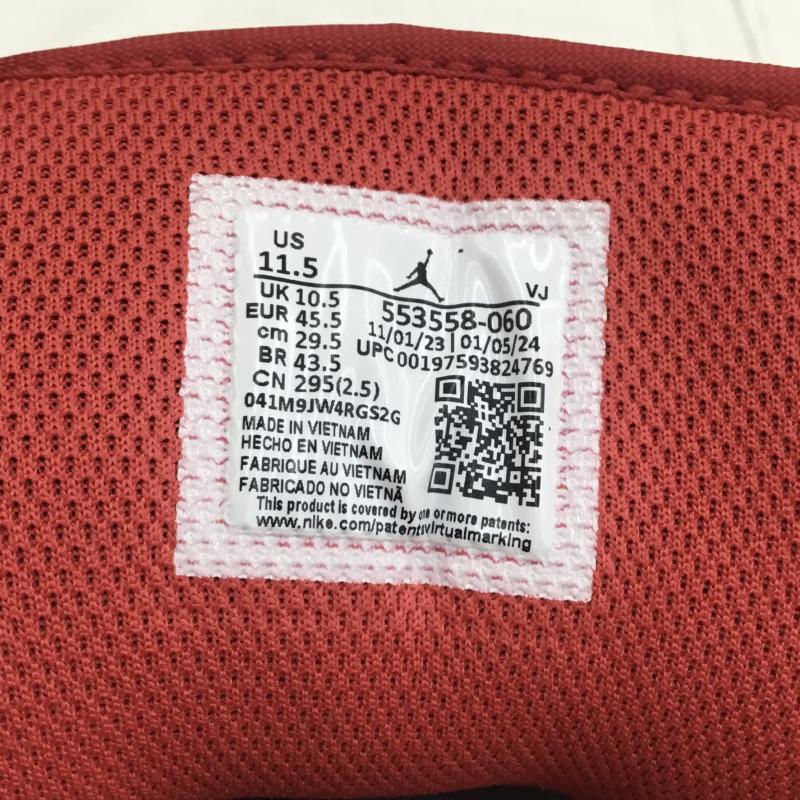 US
11.5
VJ
UK 10.5
553558-060
EUR 45.5
11/01/23 | 01/05/24
cm 29.5
UPC 00197593824769
BR 43.5
CN 295(2.5)
041M9JW4RGS2G
MADE IN VIETNAM
HECHO EN VIETNAM
FABRIQUE AU VIETNAM
FABRICADO NO VIETNÃ
This product is covered by one or more patents:
www.nike.com/patentsvirtualmarking